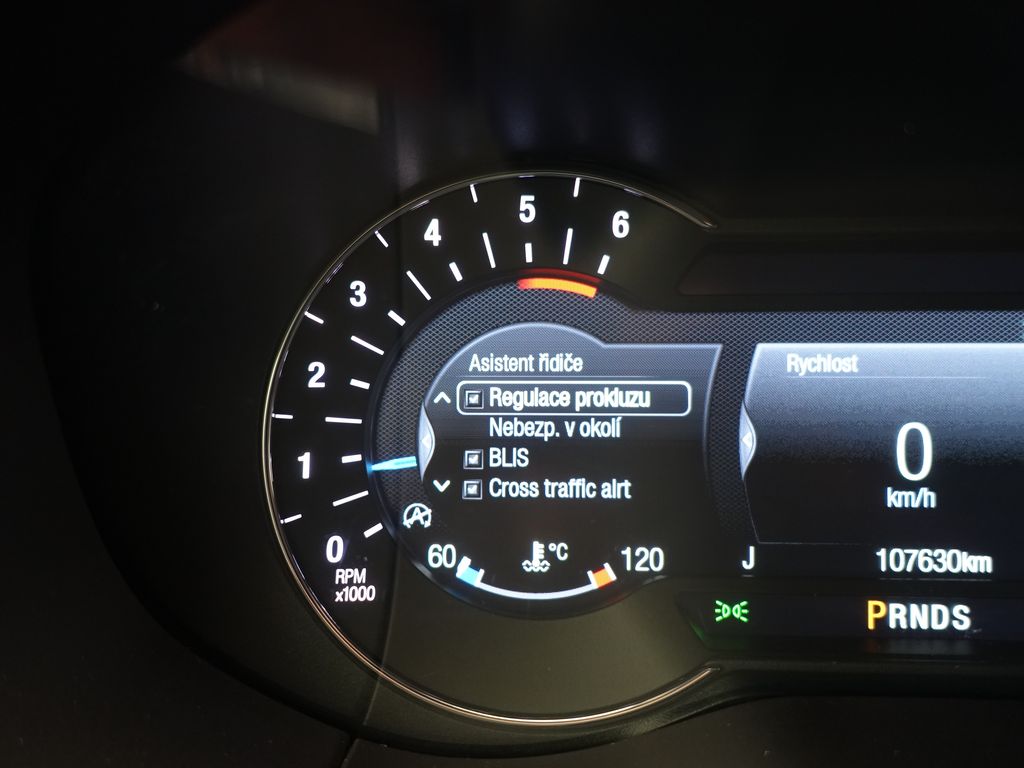 6
5
4
3
2
1
0
RPM
x1000
Asistent řidiče
Regulace prokluzu
Nebezp. v okolí
BLIS
Cross traffic alrt
A
60 °C 120
Rychlost
0
km/h
J 107630km
PRNDS